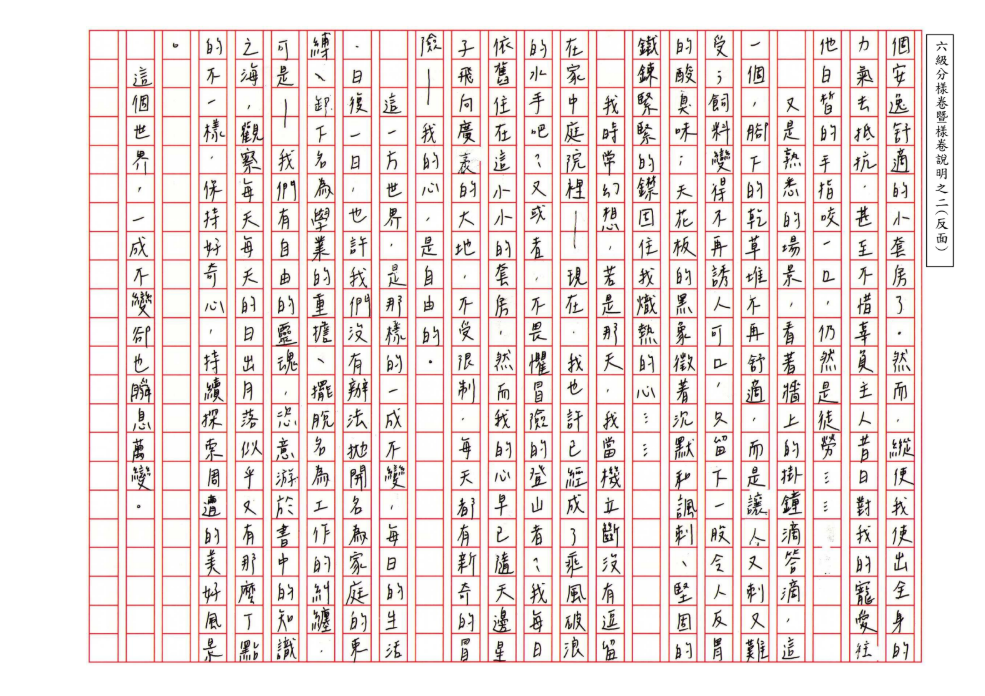 六級分樣卷暨樣卷說明之二(反面)
個安逸舒適的小套房了。然而,縱使我使出全身的
力氣去抵抗,甚至不惜辜負主人昔日對我的寵愛往
他白皙的手指咬一口,仍然是徒勞……
又是熟悉的場景,看著牆上的掛鐘滴答滴,這
一個,腳下的乾草堆不再舒適,而是讓人又刺又難
受;飼料變得不再誘人可口,又留下一股令人反胃
的酸臭味;天花板的黑象徵著沉默和諷刺、堅固的
鐵鍊緊緊的鎖困住我熾熱的心……
我時常幻想,若是那天,我當機立斷沒有逗留
在家中庭院裡——現在,我也許已經成了乘風破浪
的水手吧?又或者,不畏懼冒險的登山者?我每日
依舊住在這小小的套房,然而我的心早已隨天邊星
子飛向廣袤的大地,不受限制,每天都有新奇的冒
險——我的心,是自由的。
這一方世界,是那樣的一成不變,每日的生活
,日復一日,也許我們沒有辦法拋開名為家庭的束
縛、卸下名為學業的重擔、擺脫名為工作的糾纏,
可是——我們有自由的靈魂,恣意游於書中的知識
之海,觀察每天每天的日出月落似乎又有那麼丁點
的不一樣,保持好奇心,持續探索周遭的美好風景
。
這個世界,一成不變卻也瞬息萬變。